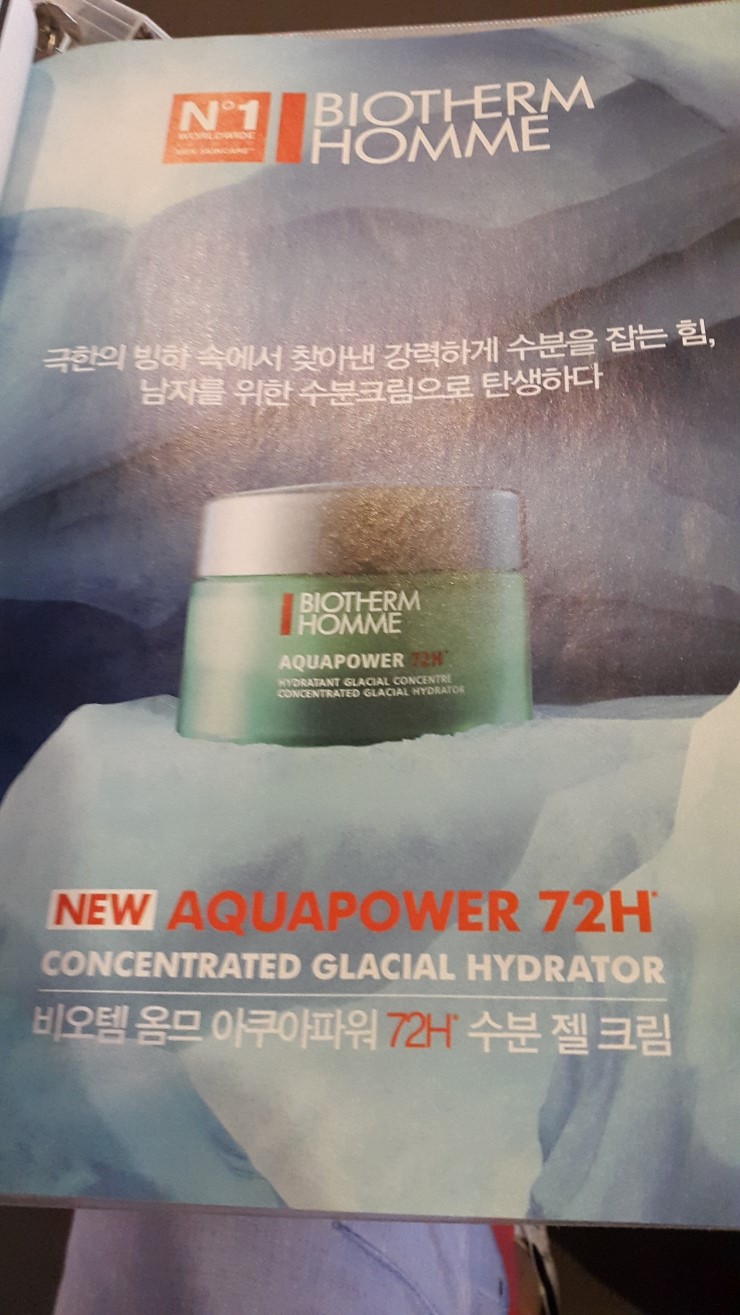 N°1
WORLDWIDE
MEN SKINCARE**
BIOTHERM
HOMME
극한의 빙하 속에서 찾아낸 강력하게 수분을 잡는 힘,
남자를 위한 수분크림으로 탄생하다
BIOTHERM
HOMME
AQUAPOWER 72H*
HYDRATANT GLACIAL CONCENTRÉ
CONCENTRATED GLACIAL HYDRATOR
NEW AQUAPOWER 72H*
CONCENTRATED GLACIAL HYDRATOR
비오템 옴므 아쿠아파워 72H* 수분 젤 크림